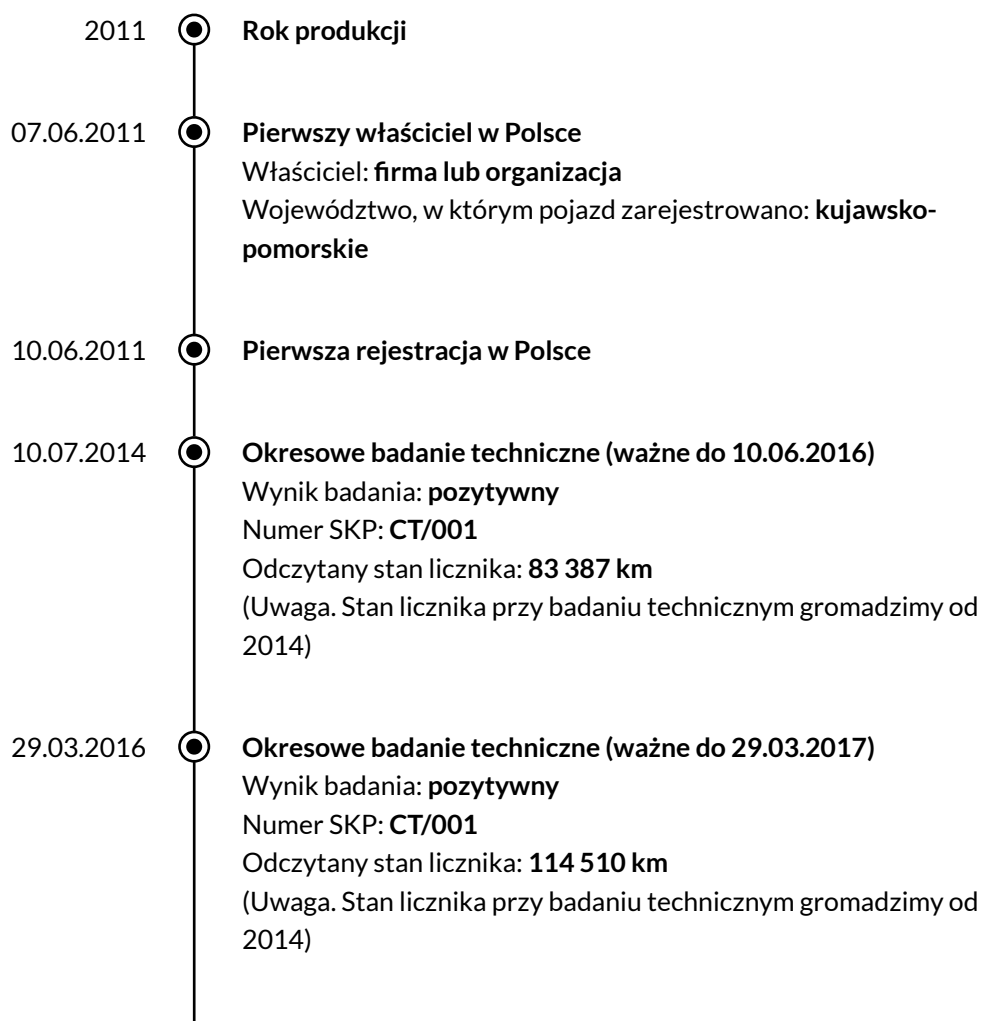 2011 Rok produkcji
07.06.2011 Pierwszy właściciel w Polsce
Właściciel: firma lub organizacja
Województwo, w którym pojazd zarejestrowano: kujawsko-
pomorskie
10.06.2011 Pierwsza rejestracja w Polsce
10.07.2014 Okresowe badanie techniczne (ważne do 10.06.2016)
Wynik badania: pozytywny
Numer SKP: CT/001
Odczytany stan licznika: 83 387 km
(Uwaga. Stan licznika przy badaniu technicznym gromadzimy od
2014)
29.03.2016 Okresowe badanie techniczne (ważne do 29.03.2017)
Wynik badania: pozytywny
Numer SKP: CT/001
Odczytany stan licznika: 114 510 km
(Uwaga. Stan licznika przy badaniu technicznym gromadzimy od
2014)